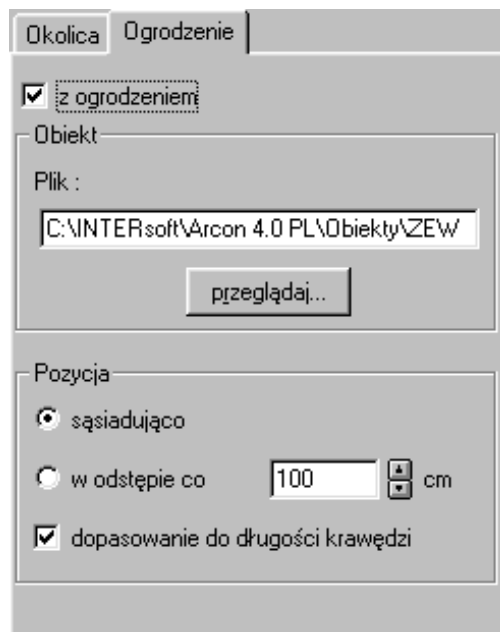 Okolica Ogrodzenie
z ogrodzeniem
Obiekt
Plik :
C:\INTERsoft\Arcon 4.0 PL\Obiekty\ZEW
przeglądaj...
Pozycja
sąsiadująco
w odstępie co 100 cm
dopasowanie do długości krawędzi